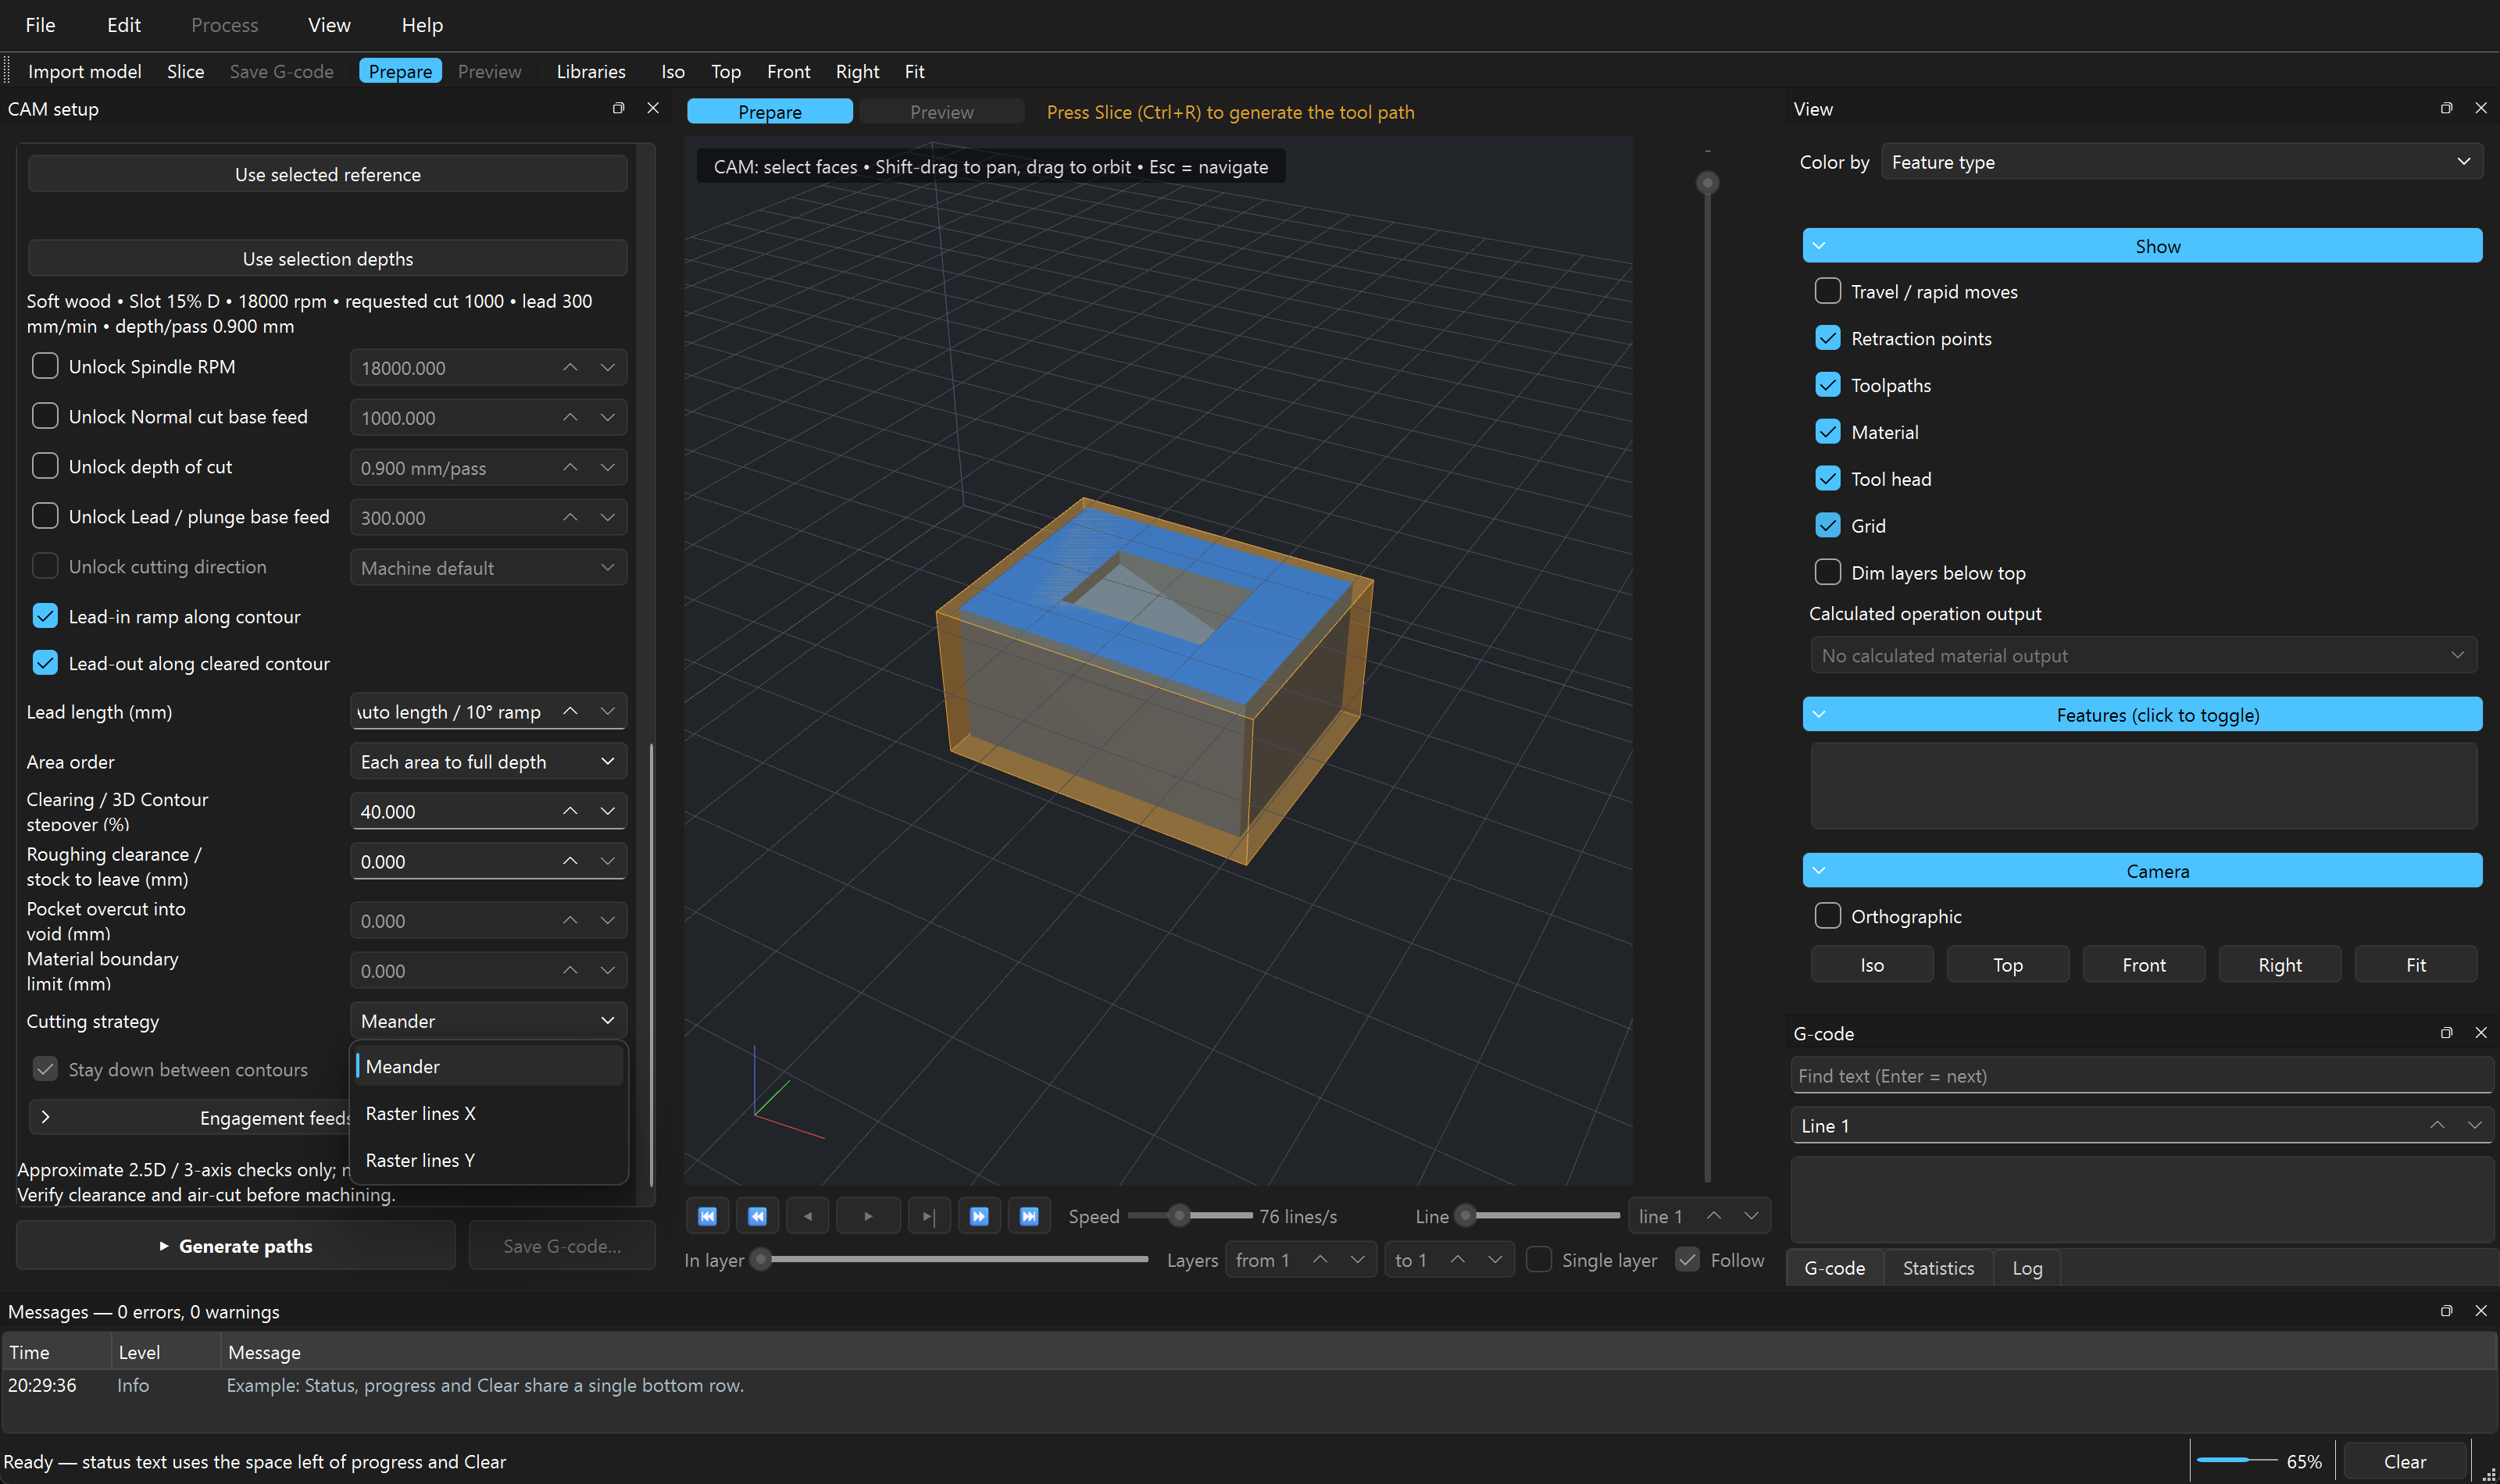 File Edit Process View Help
Import model Slice Save G-code Prepare Preview Libraries Iso Top Front Right Fit
CAM setup
Use selected reference
Use selection depths
Soft wood • Slot 15% D • 18000 rpm • requested cut 1000 • lead 300
mm/min • depth/pass 0.900 mm
Unlock Spindle RPM 18000.000
Unlock Normal cut base feed 1000.000
Unlock depth of cut 0.900 mm/pass
Unlock Lead / plunge base feed 300.000
Unlock cutting direction Machine default
Lead-in ramp along contour
Lead-out along cleared contour
Lead length (mm) uto length / 10° ramp
Area order Each area to full depth
Clearing / 3D Contour
stepover (%) 40.000
Roughing clearance /
stock to leave (mm) 0.000
Pocket overcut into
void (mm) 0.000
Material boundary
limit (mm) 0.000
Cutting strategy Meander
Meander
Raster lines X
Raster lines Y
Stay down between contours
Engagement feeds
Approximate 2.5D / 3-axis checks only;
Verify clearance and air-cut before machining.
Generate paths Save G-code...
Prepare Preview Press Slice (Ctrl+R) to generate the tool path
CAM: select faces • Shift-drag to pan, drag to orbit • Esc = navigate
Speed 76 lines/s Line line 1
In layer Layers from 1 to 1 Single layer Follow
View
Color by Feature type
Show
Travel / rapid moves
Retraction points
Toolpaths
Material
Tool head
Grid
Dim layers below top
Calculated operation output
No calculated material output
Features (click to toggle)
Camera
Orthographic
Iso Top Front Right Fit
G-code
Find text (Enter = next)
Line 1
G-code Statistics Log
Messages — 0 errors, 0 warnings
Time Level Message
20:29:36 Info Example: Status, progress and Clear share a single bottom row.
Ready — status text uses the space left of progress and Clear 65% Clear